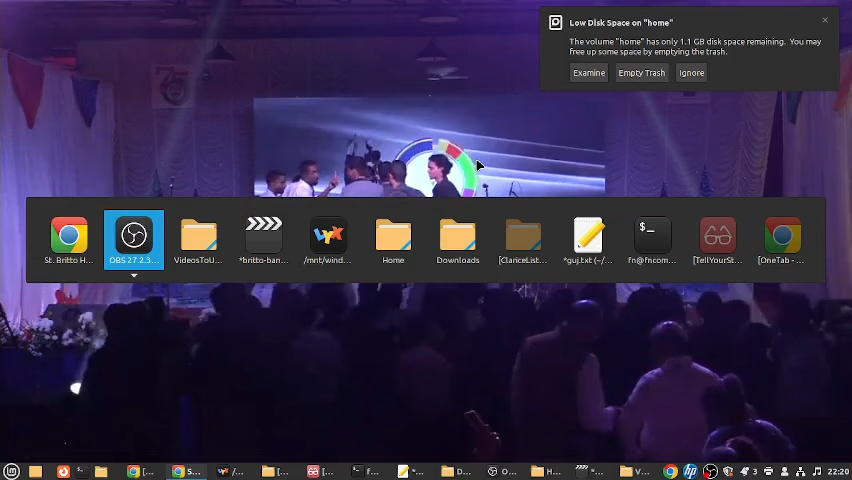 Low Disk Space on "home"
The volume "home" has only 1.1 GB disk space remaining. You may
free up some space by emptying the trash.
Examine
Empty Trash
Ignore
75
St. Britto H...
OBS 27.2.3...
VideosToU...
*britto-ban...
/mnt/wind...
Home
Downloads
[ClariceList...
*guj.txt (~/...
fn@fncom...
[TellYourSt...
[OneTab - ...
[...
S...
/...
[...
[...
F...
*...
D...
O...
H...
*...
V...
3
22:20